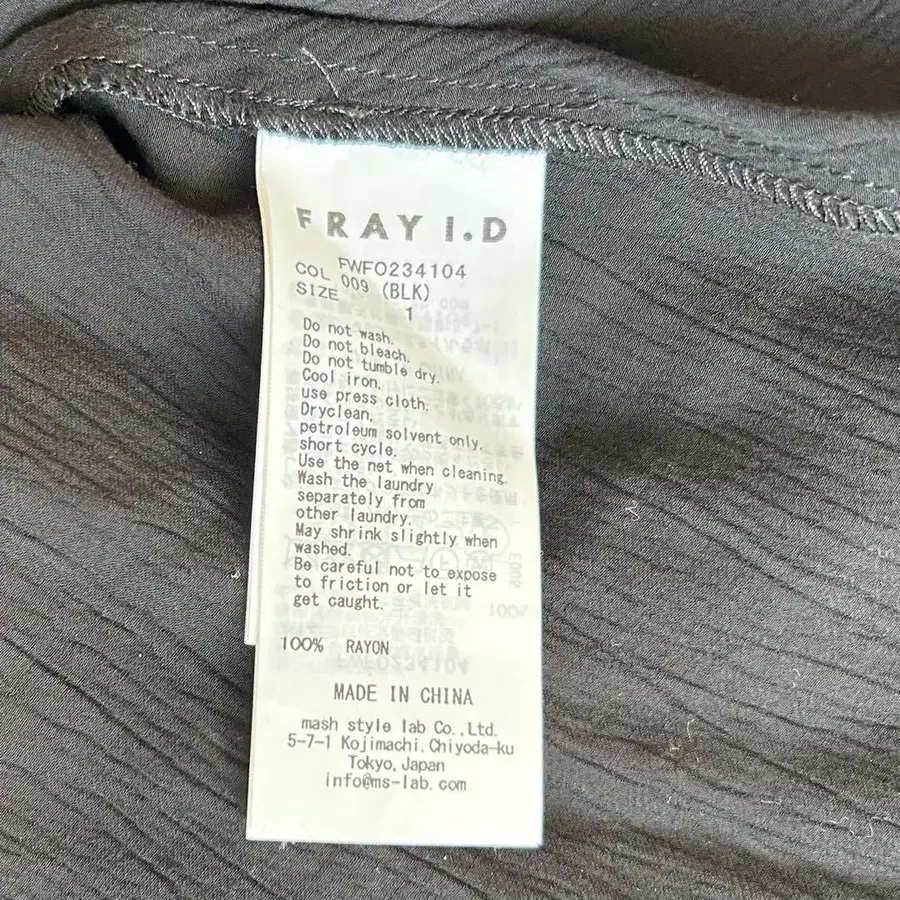 FRAY I.D
FWFO234104
COL 009 (BLK)
SIZE 1
Do not wash.
Do not bleach.
Do not tumble dry.
Cool iron.
use press cloth.
Dryclean,
petroleum solvent only.
short cycle.
Use the net when cleaning.
Wash the laundry
separately from
other laundry.
May shrink slightly when
washed.
Be careful not to expose
to friction or let it
get caught.
100% RAYON
MADE IN CHINA
mash style lab Co.,Ltd.
5-7-1 Kojimachi,Chiyoda-ku
Tokyo,Japan
info@ms-lab.com